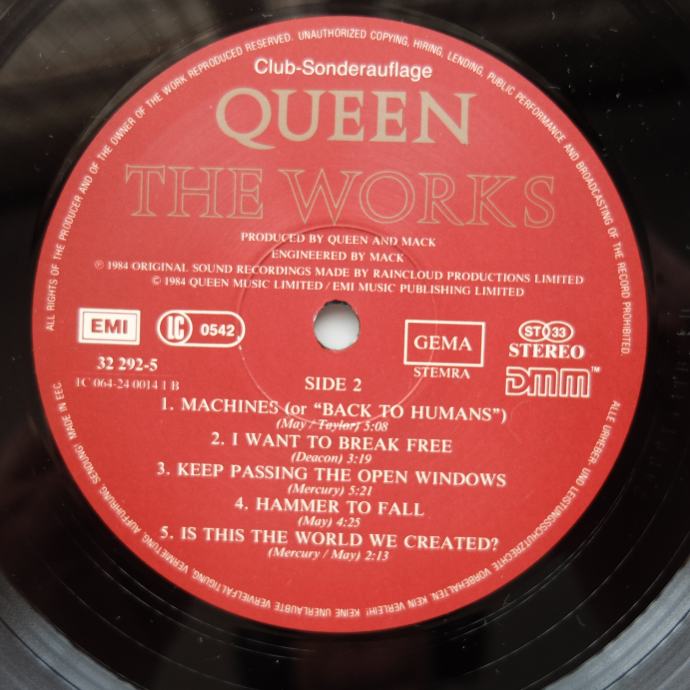 ALL RIGHTS OF THE PRODUCER AND OF THE OWNER OF THE WORK REPRODUCED RESERVED. UNAUTHORIZED COPYING, HIRING, LENDING, PUBLIC PERFORMANCE AND BROADCASTING OF THE RECORD PROHIBITED.
Club-Sonderauflage
QUEEN
THE WORKS
PRODUCED BY QUEEN AND MACK
ENGINEERED BY MACK
℗ 1984 ORIGINAL SOUND RECORDINGS MADE BY RAINCLOUD PRODUCTIONS LIMITED
© 1984 QUEEN MUSIC LIMITED / EMI MUSIC PUBLISHING LIMITED
EMI LC 0542
GEMA
STEMRA
ST 33
STEREO
DMM™
32 292-5
1C 064-24 0014 1 B
SIDE 2
1. MACHINES (or “BACK TO HUMANS”)
(May / Taylor) 5:08
2. I WANT TO BREAK FREE
(Deacon) 3:19
3. KEEP PASSING THE OPEN WINDOWS
(Mercury) 5:21
4. HAMMER TO FALL
(May) 4:25
5. IS THIS THE WORLD WE CREATED?
(Mercury / May) 2:13
ALLE URHEBER- UND LEISTUNGSSCHUTZRECHTE VORBEHALTEN. KEIN VERLEIH! KEINE UNERLAUBTE VERVIELFÄLTIGUNG, VERMIETUNG, AUFFÜHRUNG, SENDUNG! MADE IN EEC.